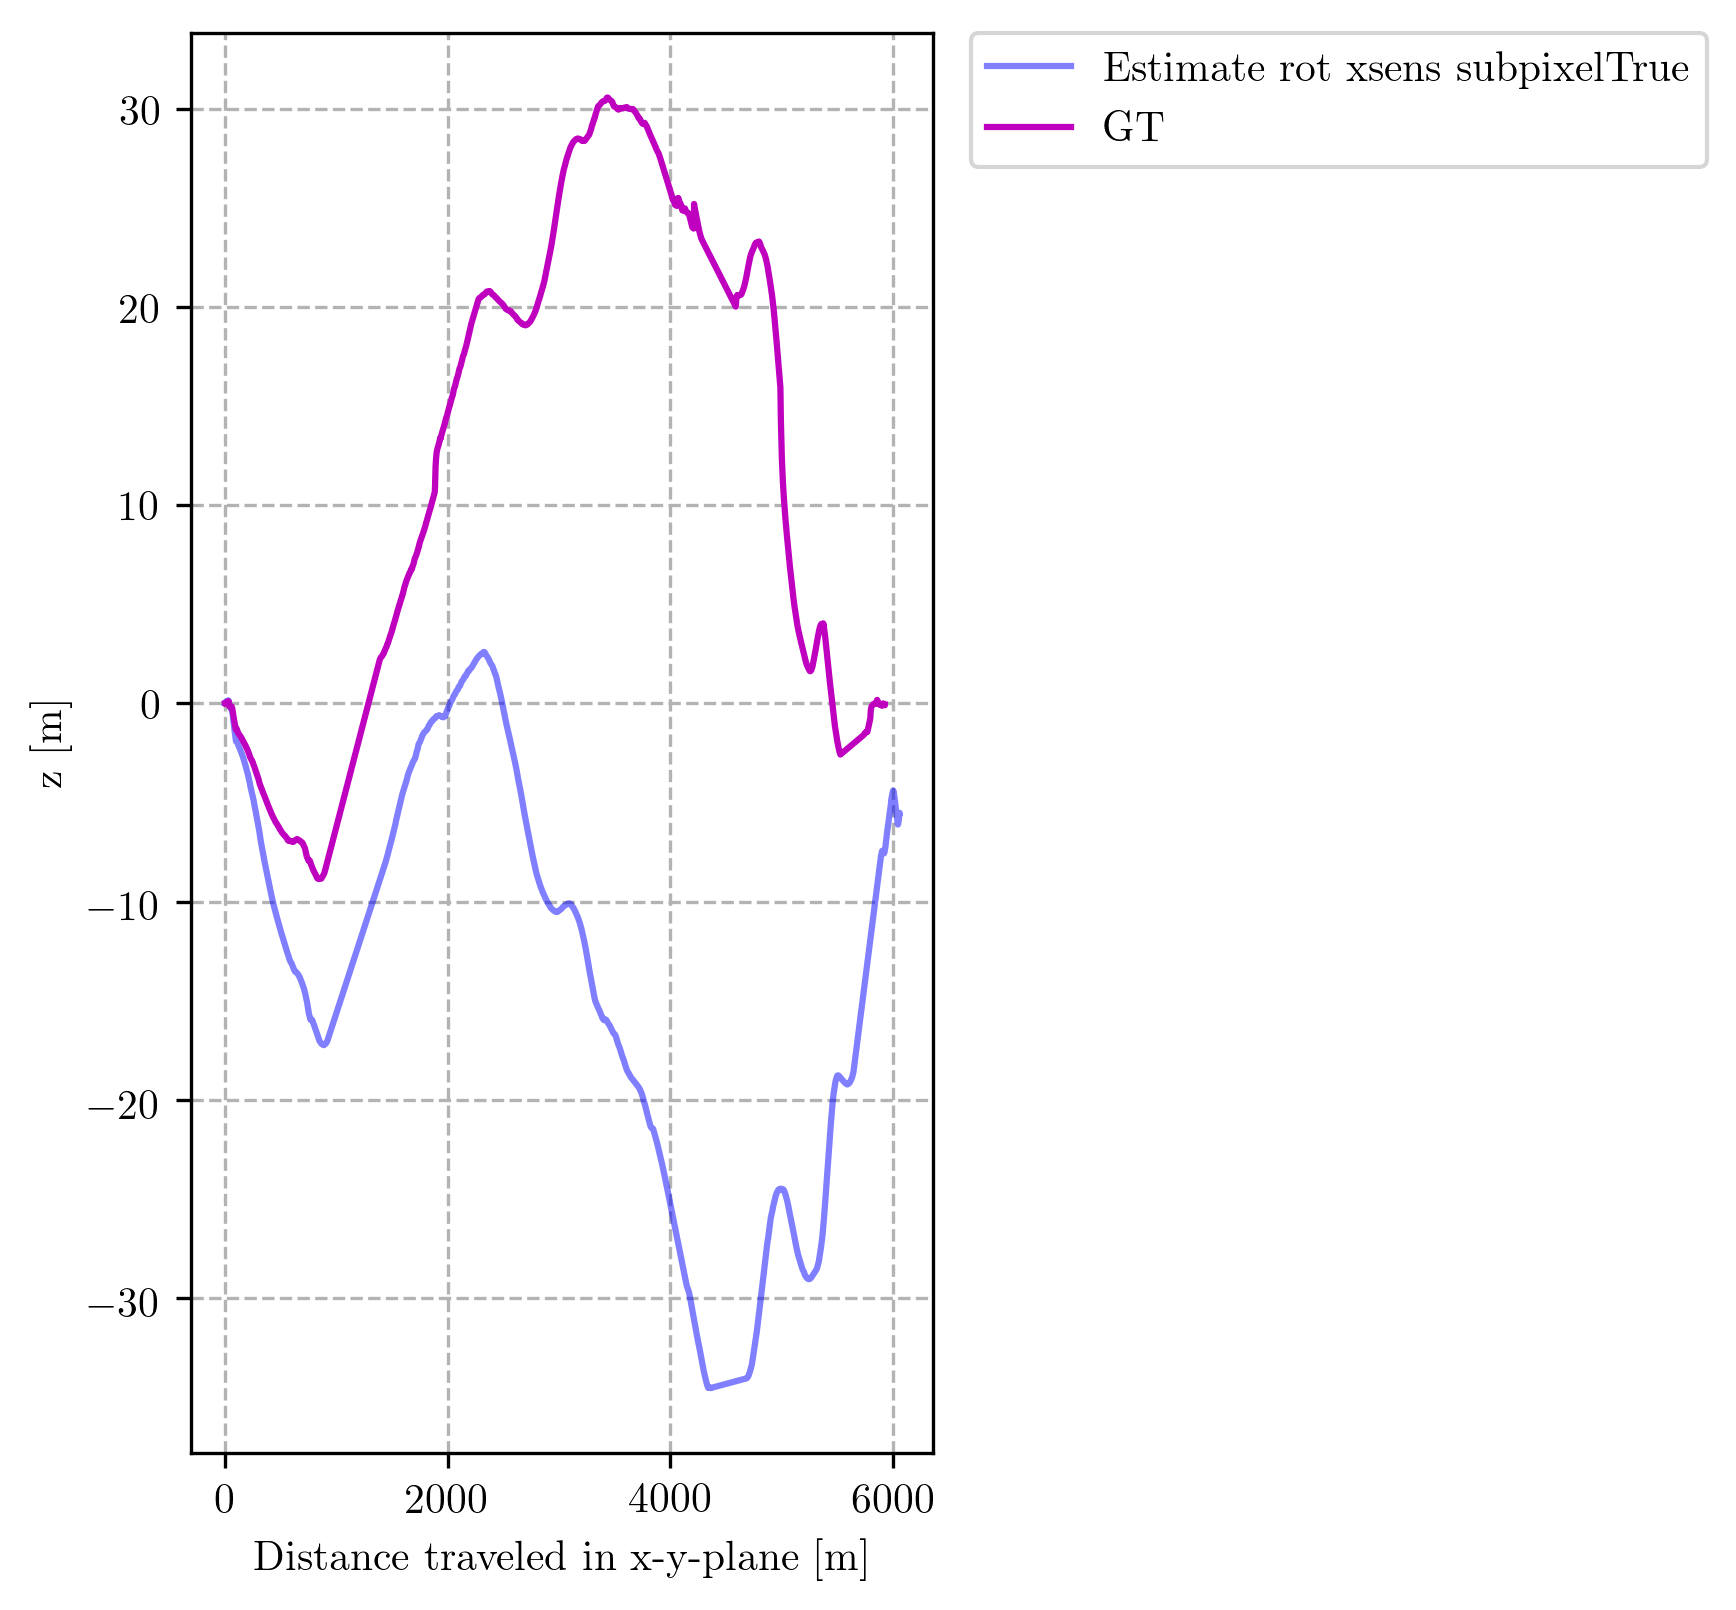 Estimate rot xsens subpixelTrue
GT
30
20
10
0
−10
−20
−30
z [m]
0 2000 4000 6000
Distance traveled in x-y-plane [m]